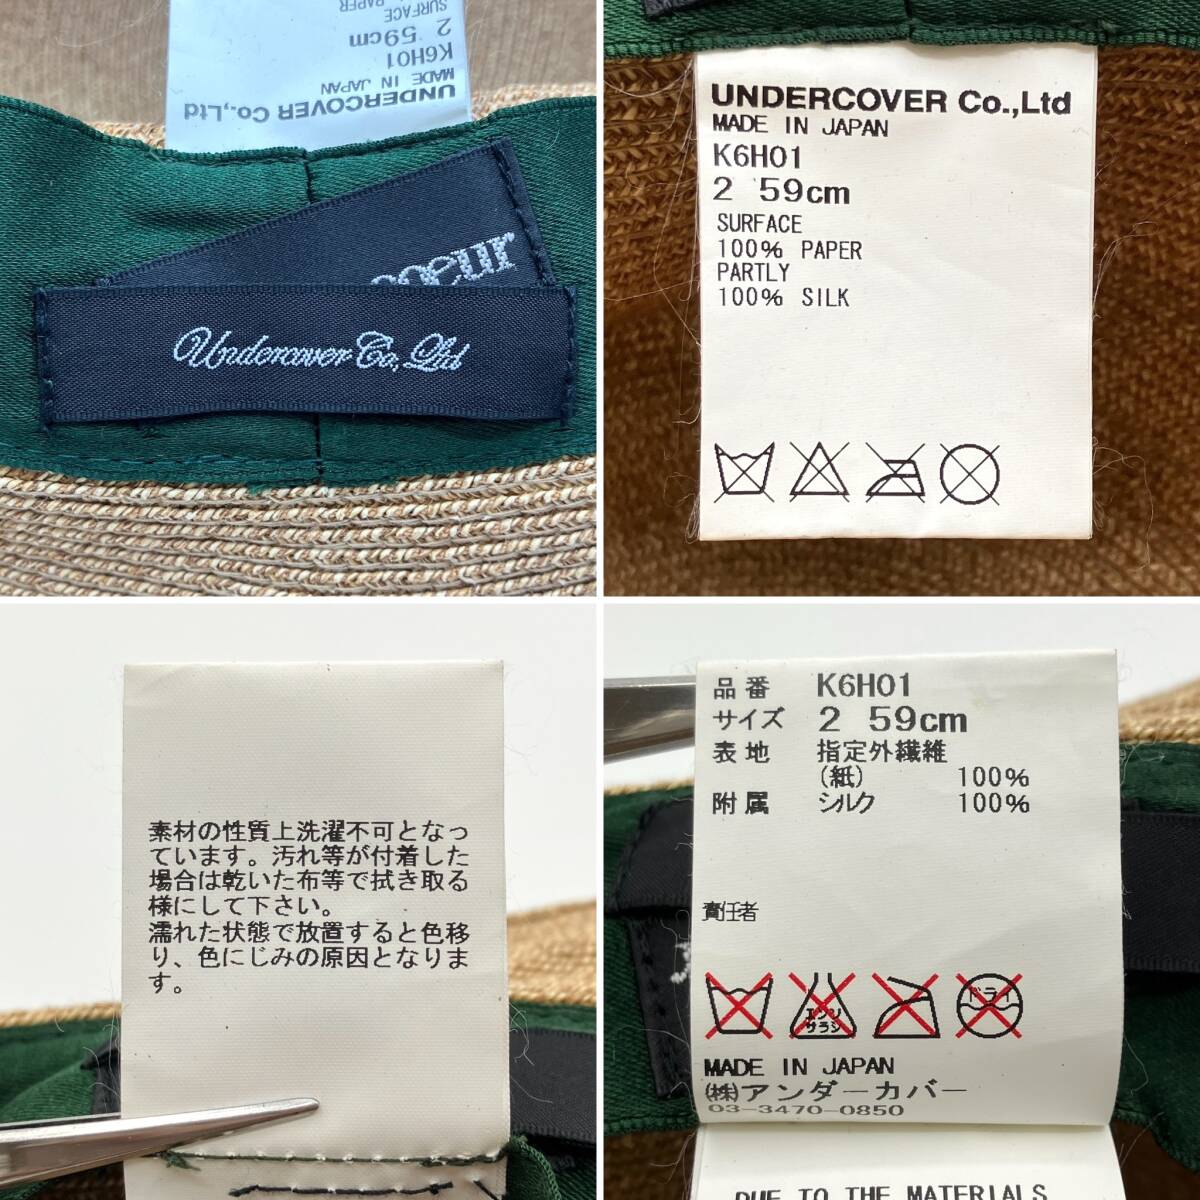 UNDERCOVER Co.,Ltd
MADE IN JAPAN
K6H01
2 59cm
SURFACE
PAPER
coeur
Undercover Co., Ltd
UNDERCOVER Co.,Ltd
MADE IN JAPAN
K6H01
2 59cm
SURFACE
100% PAPER
PARTLY
100% SILK
素材の性質上洗濯不可となっ
ています。汚れ等が付着した
場合は乾いた布等で拭き取る
様にして下さい。
濡れた状態で放置すると色移
り、色にじみの原因となりま
す。
品番 K6H01
サイズ 2 59cm
表地 指定外繊維
(紙) 100%
附属 シルク 100%
責任者
エンソ
サラシ
ドライ
MADE IN JAPAN
㈱アンダーカバー
03-3470-0850
DUE TO THE MATERIALS